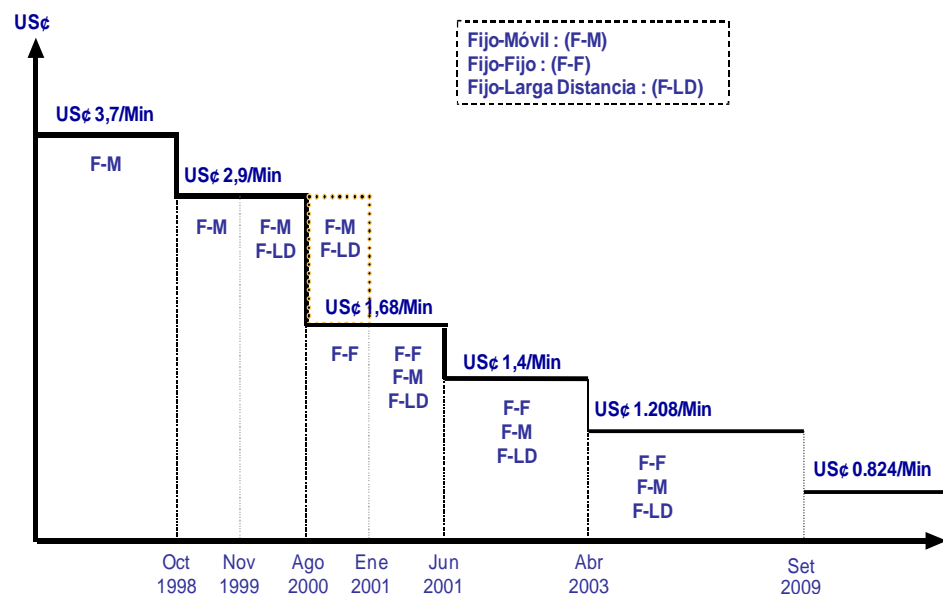 US¢
Fijo-Móvil : (F-M)
Fijo-Fijo : (F-F)
Fijo-Larga Distancia : (F-LD)
US¢ 3,7/Min
F-M
US¢ 2,9/Min
F-M
F-M
F-LD
F-M
F-LD
US¢ 1,68/Min
F-F
F-F
F-M
F-LD
US¢ 1,4/Min
F-F
F-M
F-LD
US¢ 1.208/Min
F-F
F-M
F-LD
US¢ 0.824/Min
Oct
1998
Nov
1999
Ago
2000
Ene
2001
Jun
2001
Abr
2003
Set
2009